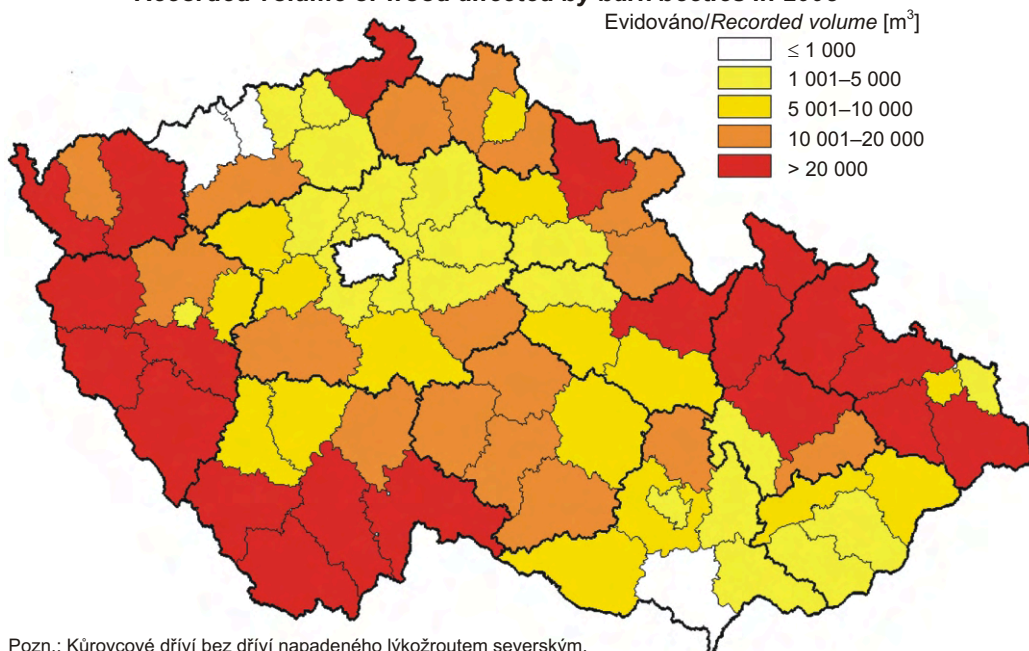 Evidováno/Recorded volume [m³]
≤ 1 000
1 001–5 000
5 001–10 000
10 001–20 000
> 20 000
Pozn.: Kůrovcové dříví bez dříví napadeného lýkožroutem severským.